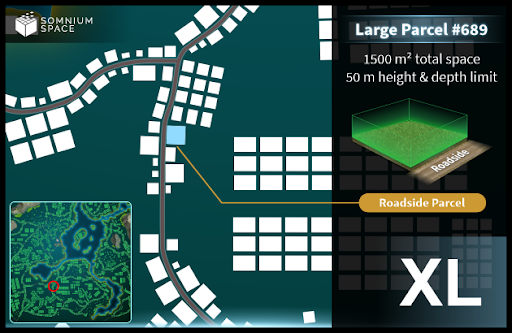 SOMNIUM
SPACE
Large Parcel #689
1500 m² total space
50 m height & depth limit
Roadside
Roadside Parcel
XL